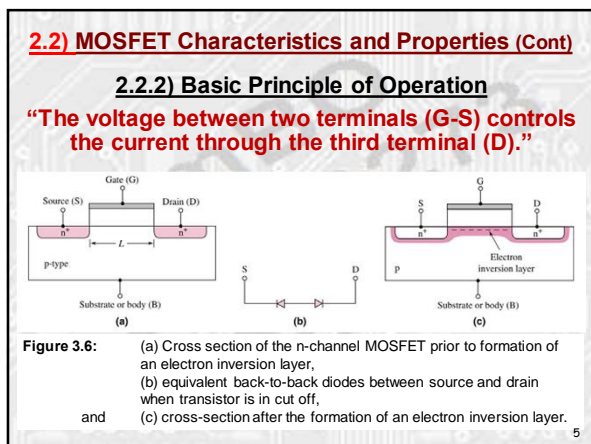 2.2) MOSFET Characteristics and Properties (Cont)
2.2.2) Basic Principle of Operation
“The voltage between two terminals (G-S) controls
the current through the third terminal (D).”
Gate (G)
Source (S)
Drain (D)
n+
L
n+
p-type
Substrate or body (B)
(a)
S
D
(b)
G
S
D
n+
n+
Electron
inversion layer
p
Substrate or body (B)
(c)
Figure 3.6: (a) Cross section of the n-channel MOSFET prior to formation of
an electron inversion layer,
(b) equivalent back-to-back diodes between source and drain
when transistor is in cut off,
and (c) cross-section after the formation of an electron inversion layer.
5